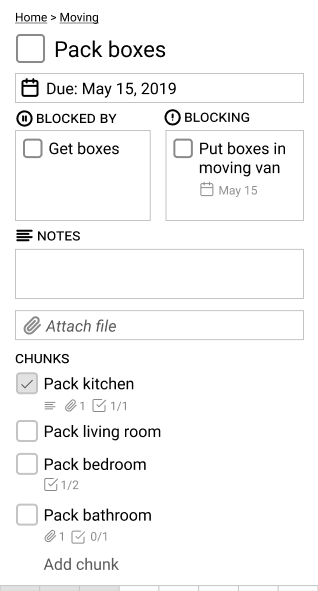 Home > Moving
Pack boxes
Due: May 15, 2019
BLOCKED BY
BLOCKING
Get boxes
Put boxes in
moving van
May 15
NOTES
Attach file
CHUNKS
Pack kitchen
1 1/1
Pack living room
Pack bedroom
1/2
Pack bathroom
1 0/1
Add chunk